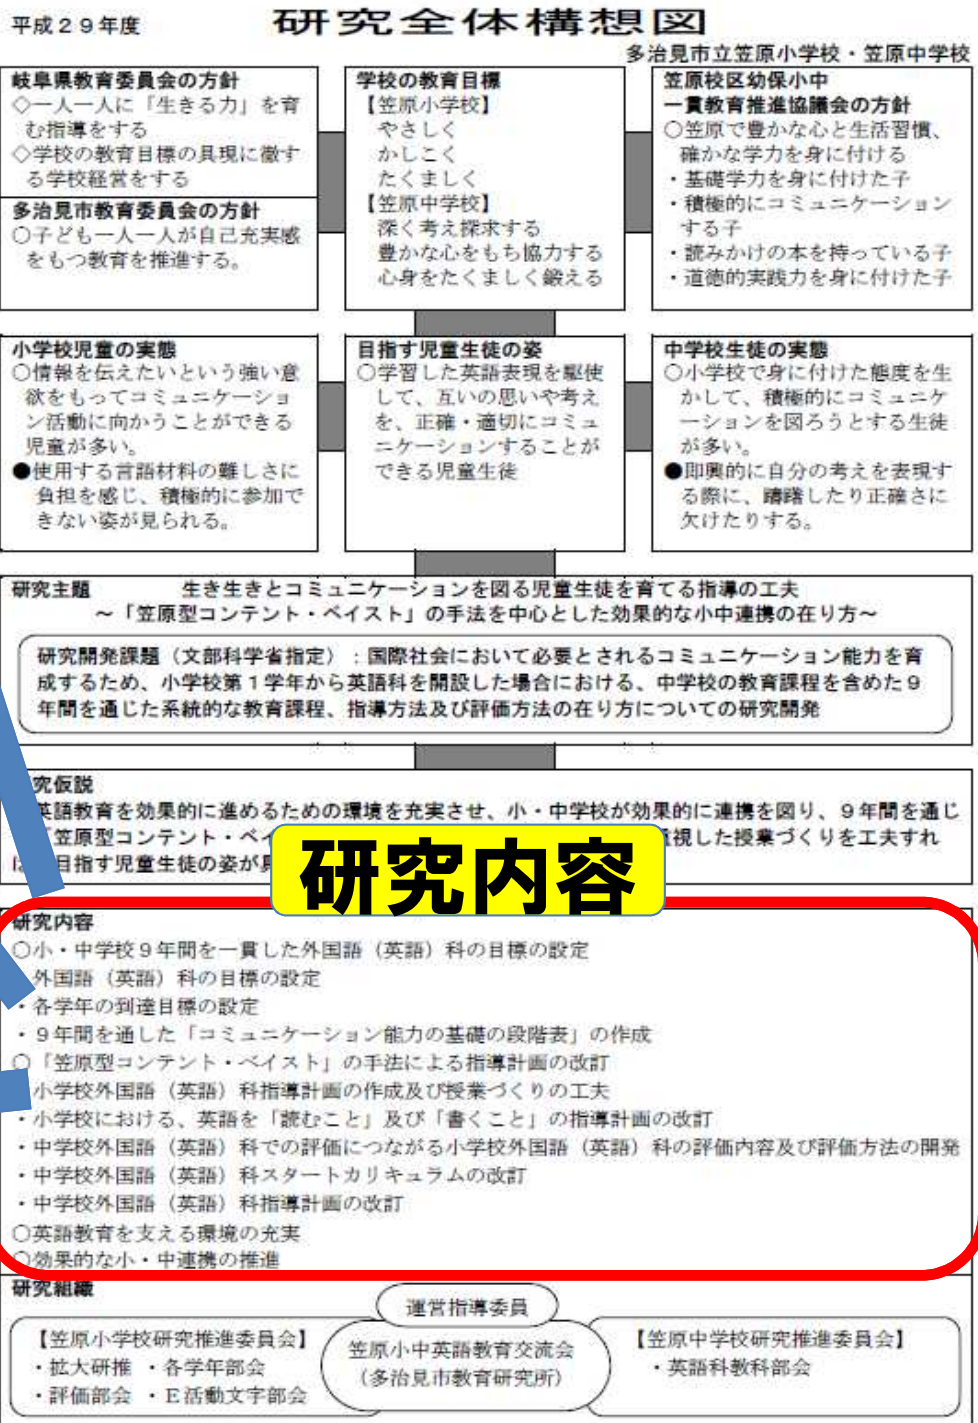 平成２９年度
研究全体構想図
多治見市立笠原小学校・笠原中学校
岐阜県教育委員会の方針
◇一人一人に「生きる力」を育
む指導をする
◇学校の教育目標の具現に徹す
る学校経営をする
多治見市教育委員会の方針
○子ども一人一人が自己充実感
をもつ教育を推進する。
学校の教育目標
【笠原小学校】
やさしく
かしこく
たくましく
【笠原中学校】
深く考え探求する
豊かな心をもち協力する
心身をたくましく鍛える
笠原校区幼保小中
一貫教育推進協議会の方針
○笠原で豊かな心と生活習慣、
確かな学力を身に付ける
・基礎学力を身に付けた子
・積極的にコミュニケーション
する子
・読みかけの本を持っている子
・道徳的実践力を身に付けた子
小学校児童の実態
○情報を伝えたいという強い意
欲をもってコミュニケーショ
ン活動に向かうことができる
児童が多い。
●使用する言語材料の難しさに
負担を感じ、積極的に参加で
きない姿が見られる。
目指す児童生徒の姿
○学習した英語表現を駆使
して、互いの思いや考え
を、正確・適切にコミュ
ニケーションすることが
できる児童生徒
中学校生徒の実態
○小学校で身に付けた態度を生
かして、積極的にコミュニケ
ーションを図ろうとする生徒
が多い。
●即興的に自分の考えを表現す
る際に、躊躇したり正確さに
欠けたりする。
研究主題 生き生きとコミュニケーションを図る児童生徒を育てる指導の工夫
～「笠原型コンテント・ベイスト」の手法を中心とした効果的な小中連携の在り方～
研究開発課題（文部科学省指定）：国際社会において必要とされるコミュニケーション能力を育
成するため、小学校第１学年から英語科を開設した場合における、中学校の教育課程を含めた９
年間を通じた系統的な教育課程、指導方法及び評価方法の在り方についての研究開発
究仮説
英語教育を効果的に進めるための環境を充実させ、小・中学校が効果的に連携を図り、９年間を通じ
「笠原型コンテント・ベイ 視した授業づくりを工夫すれ
目指す児童生徒の姿が
研究内容
研究内容
○小・中学校９年間を一貫した外国語（英語）科の目標の設定
外国語（英語）科の目標の設定
・各学年の到達目標の設定
・９年間を通した「コミュニケーション能力の基礎の段階表」の作成
○「笠原型コンテント・ベイスト」の手法による指導計画の改訂
小学校外国語（英語）科指導計画の作成及び授業づくりの工夫
・小学校における、英語を「読むこと」及び「書くこと」の指導計画の改訂
・中学校外国語（英語）科での評価につながる小学校外国語（英語）科の評価内容及び評価方法の開発
・中学校外国語（英語）科スタートカリキュラムの改訂
・中学校外国語（英語）科指導計画の改訂
○英語教育を支える環境の充実
○効果的な小・中連携の推進
研究組織
運営指導委員
【笠原小学校研究推進委員会】
・拡大研推 ・各学年部会
・評価部会 ・Ｅ活動文字部会
笠原小中英語教育交流会
（多治見市教育研究所）
【笠原中学校研究推進委員会】
・英語科教科部会